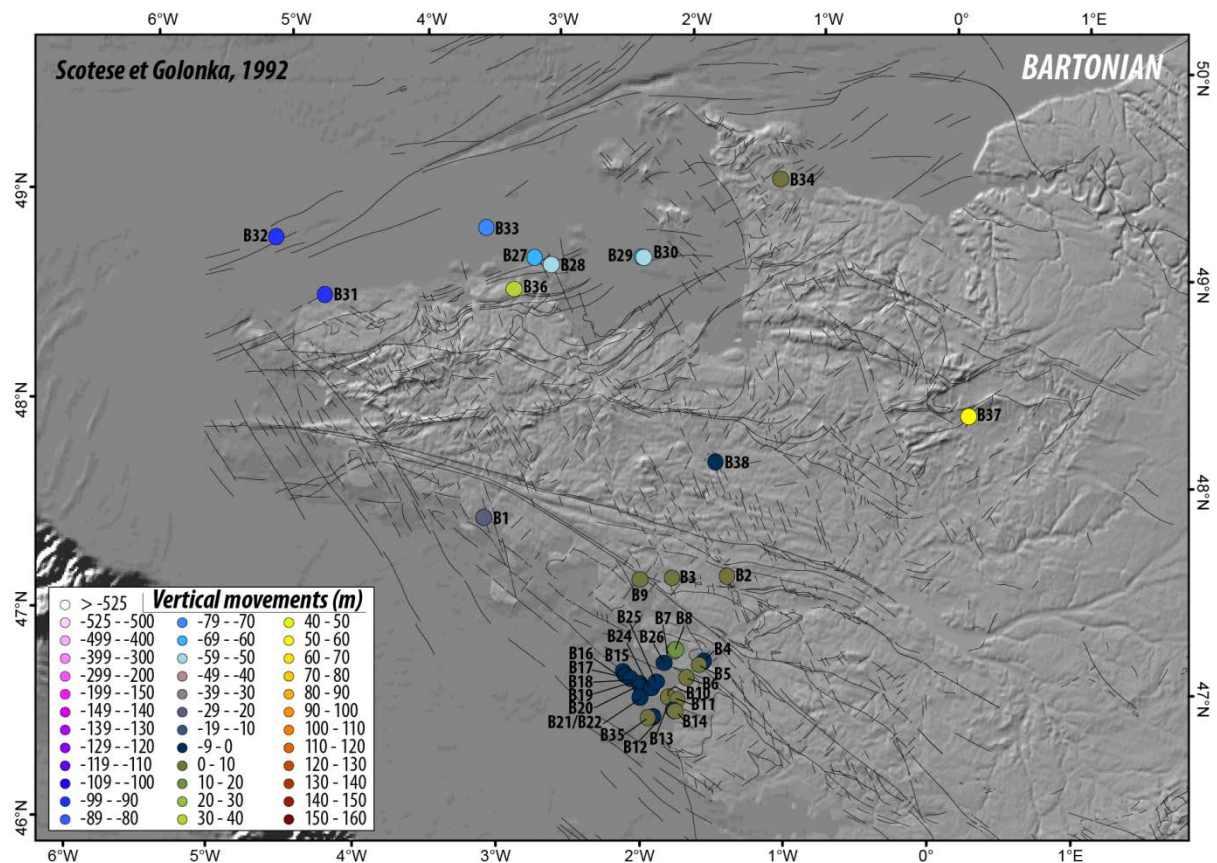 6°W 5°W 4°W 3°W 2°W 1°W 0° 1°E
Scotese et Golonka, 1992
BARTONIAN
50°N
49°N
49°N
48°N
48°N
47°N
47°N
46°N
B34
B32
B33
B27
B28
B29
B30
B36
B31
B37
B38
B1
B9
B3
B2
B25
B7 B8
B24
B26
B4
B16
B15
B5
B17
B6
B18
B10
B19
B11
B20
B14
B21/B22
B35
B13
B12
Vertical movements (m)
> -525
-525 - -500
-499 - -400
-399 - -300
-299 - -200
-199 - -150
-149 - -140
-139 - -130
-129 - -120
-119 - -110
-109 - -100
-99 - -90
-89 - -80
-79 - -70
-69 - -60
-59 - -50
-49 - -40
-39 - -30
-29 - -20
-19 - -10
-9 - 0
0 - 10
10 - 20
20 - 30
30 - 40
40 - 50
50 - 60
60 - 70
70 - 80
80 - 90
90 - 100
100 - 110
110 - 120
120 - 130
130 - 140
140 - 150
150 - 160
6°W 5°W 4°W 3°W 2°W 1°W 0° 1°E